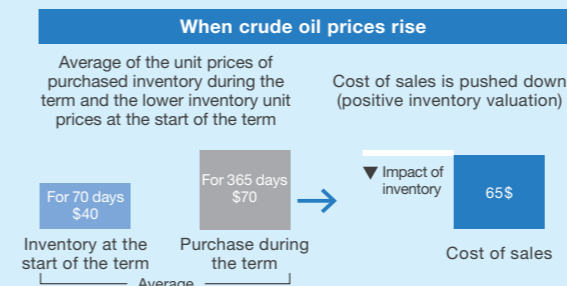 When crude oil prices rise
Average of the unit prices of
purchased inventory during the
term and the lower inventory unit
prices at the start of the term
Cost of sales is pushed down
(positive inventory valuation)
For 70 days
$40
For 365 days
$70
▼ Impact of
inventory
65$
Inventory at the
start of the term
Purchase during
the term
Cost of sales
Average